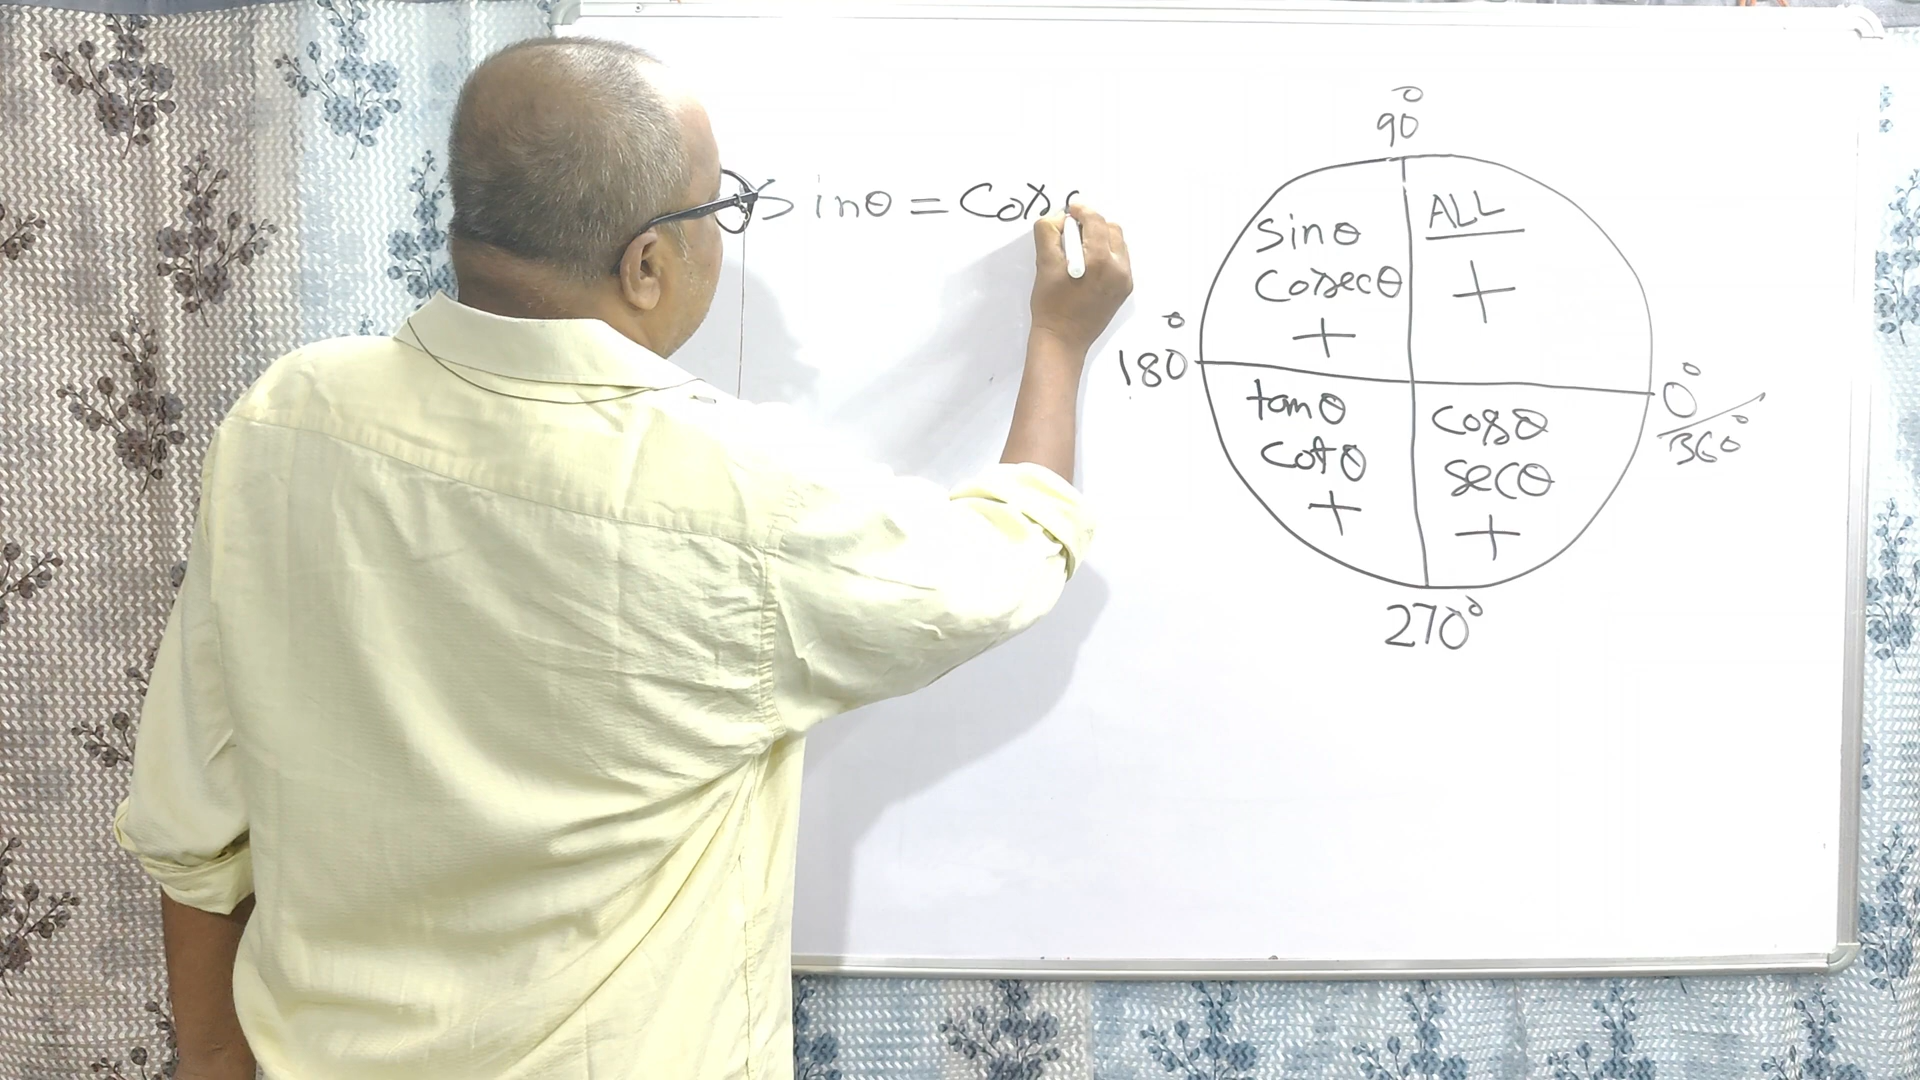 sinθ = Cos
90°
sinθ
Cosecθ
+
ALL
+
180°
0°
/360°
tanθ
cotθ
+
cosθ
secθ
+
270°